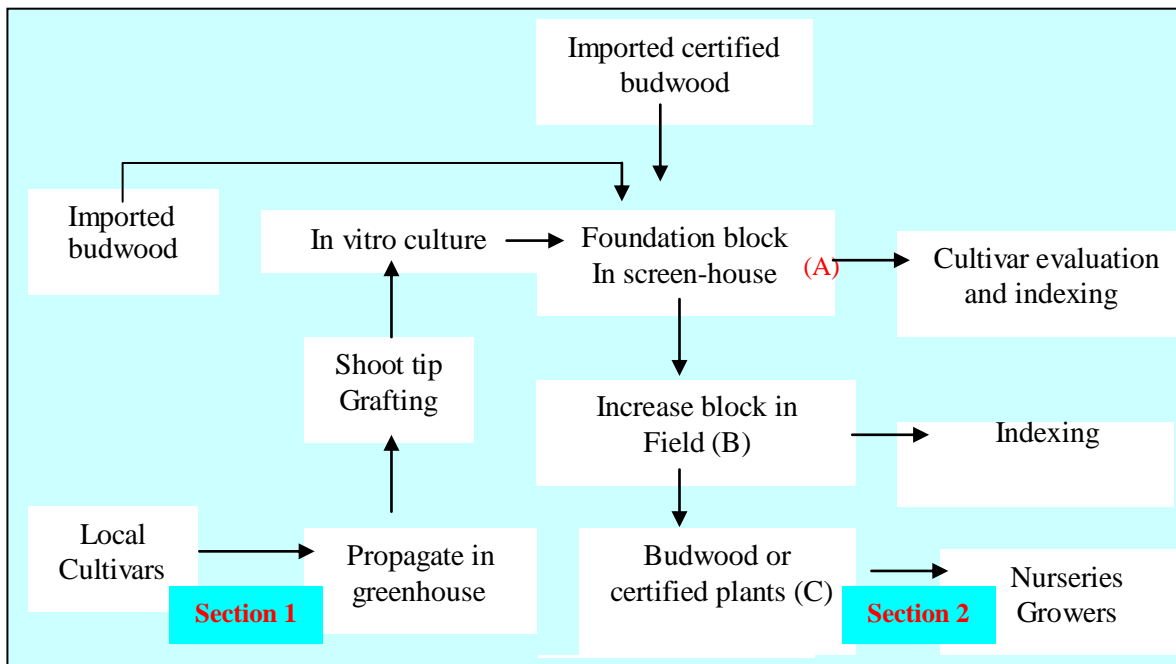 Imported certified
budwood
Imported
budwood
In vitro culture
Foundation block
In screen-house
(A)
Cultivar evaluation
and indexing
Shoot tip
Grafting
Increase block in
Field (B)
Indexing
Local
Cultivars
Propagate in
greenhouse
Budwood or
certified plants (C)
Nurseries
Growers
Section 1
Section 2